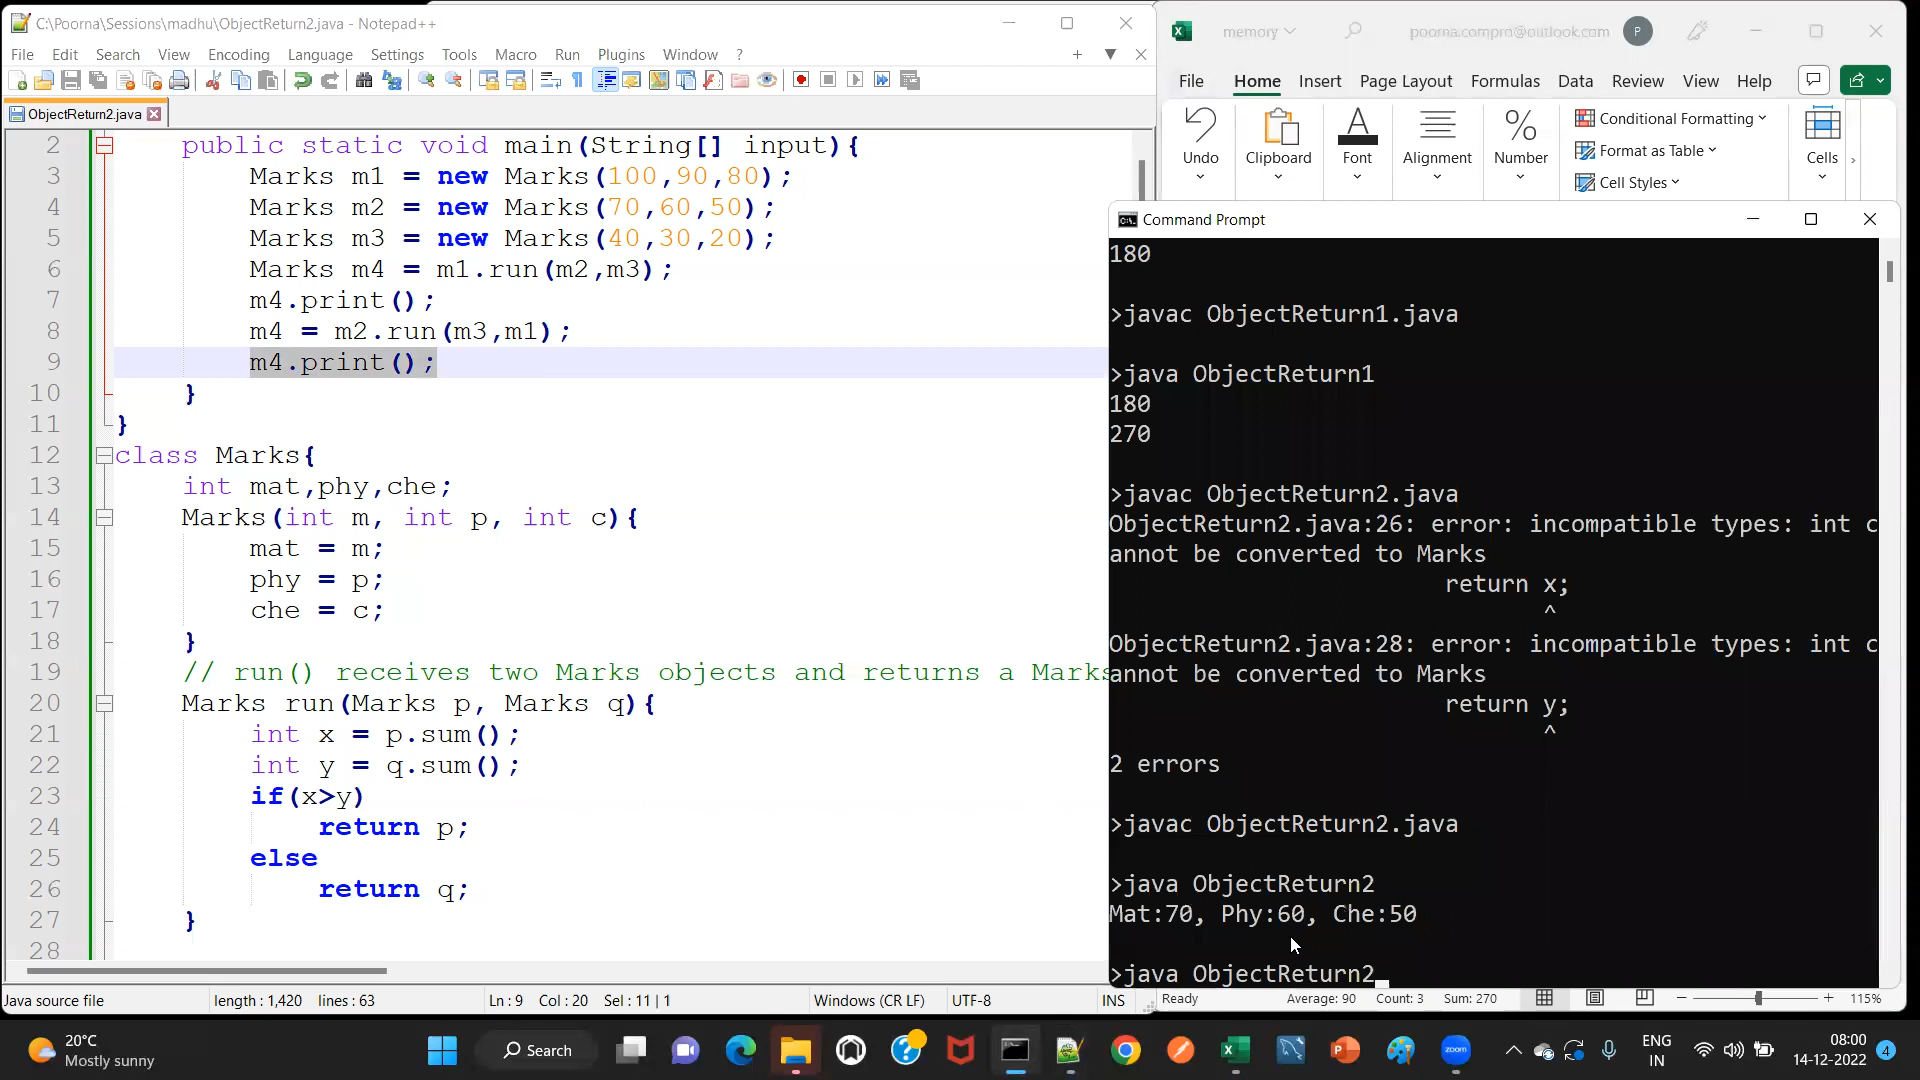 C:\Poorna\Sessions\madhu\ObjectReturn2.java - Notepad++
File Edit Search View Encoding Language Settings Tools Macro Run Plugins Window ?
ObjectReturn2.java
2 public static void main(String[] input){
3 Marks m1 = new Marks(100,90,80);
4 Marks m2 = new Marks(70,60,50);
5 Marks m3 = new Marks(40,30,20);
6 Marks m4 = m1.run(m2,m3);
7 m4.print();
8 m4 = m2.run(m3,m1);
9 m4.print();
10 }
11 }
12 class Marks{
13 int mat,phy,che;
14 Marks(int m, int p, int c){
15 mat = m;
16 phy = p;
17 che = c;
18 }
19 // run() receives two Marks objects and returns a Marks
20 Marks run(Marks p, Marks q){
21 int x = p.sum();
22 int y = q.sum();
23 if(x>y)
24 return p;
25 else
26 return q;
27 }
28
Java source file length : 1,420 lines : 63 Ln : 9 Col : 20 Sel : 11 | 1 Windows (CR LF) UTF-8 INS
memory poorna.compro@outlook.com P
File Home Insert Page Layout Formulas Data Review View Help
Undo Clipboard Font Alignment Number Conditional Formatting Format as Table Cell Styles Cells
Command Prompt
180
>javac ObjectReturn1.java
>java ObjectReturn1
180
270
>javac ObjectReturn2.java
ObjectReturn2.java:26: error: incompatible types: int c
annot be converted to Marks
return x;
^
ObjectReturn2.java:28: error: incompatible types: int c
annot be converted to Marks
return y;
^
2 errors
>javac ObjectReturn2.java
>java ObjectReturn2
Mat:70, Phy:60, Che:50
>java ObjectReturn2_
Ready Average: 90 Count: 3 Sum: 270 115%
20°C
Mostly sunny
Search
zoom
ENG
IN
08:00
14-12-2022
4